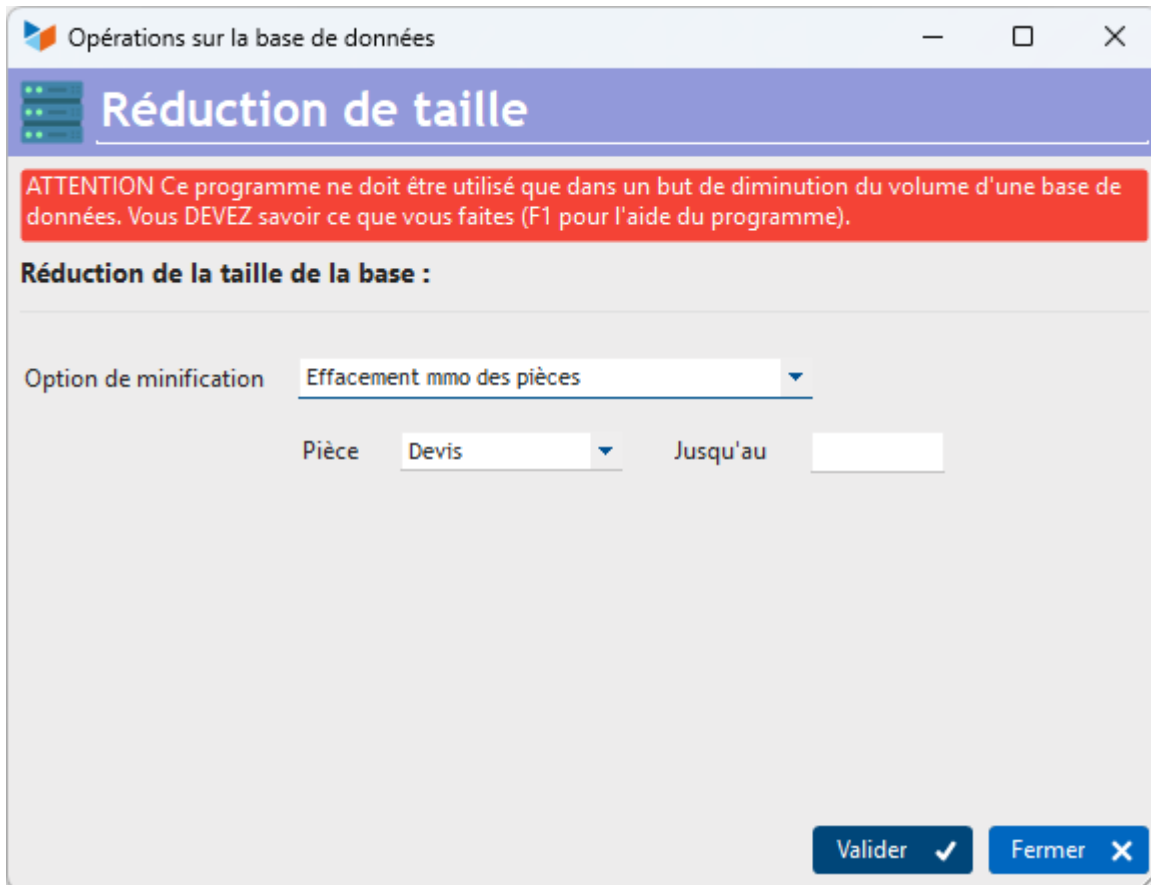 Opérations sur la base de données
Réduction de taille
ATTENTION Ce programme ne doit être utilisé que dans un but de diminution du volume d'une base de
données. Vous DEVEZ savoir ce que vous faites (F1 pour l'aide du programme).
Réduction de la taille de la base :
Option de minification Effacement mmo des pièces
Pièce Devis Jusqu'au
Valider Fermer